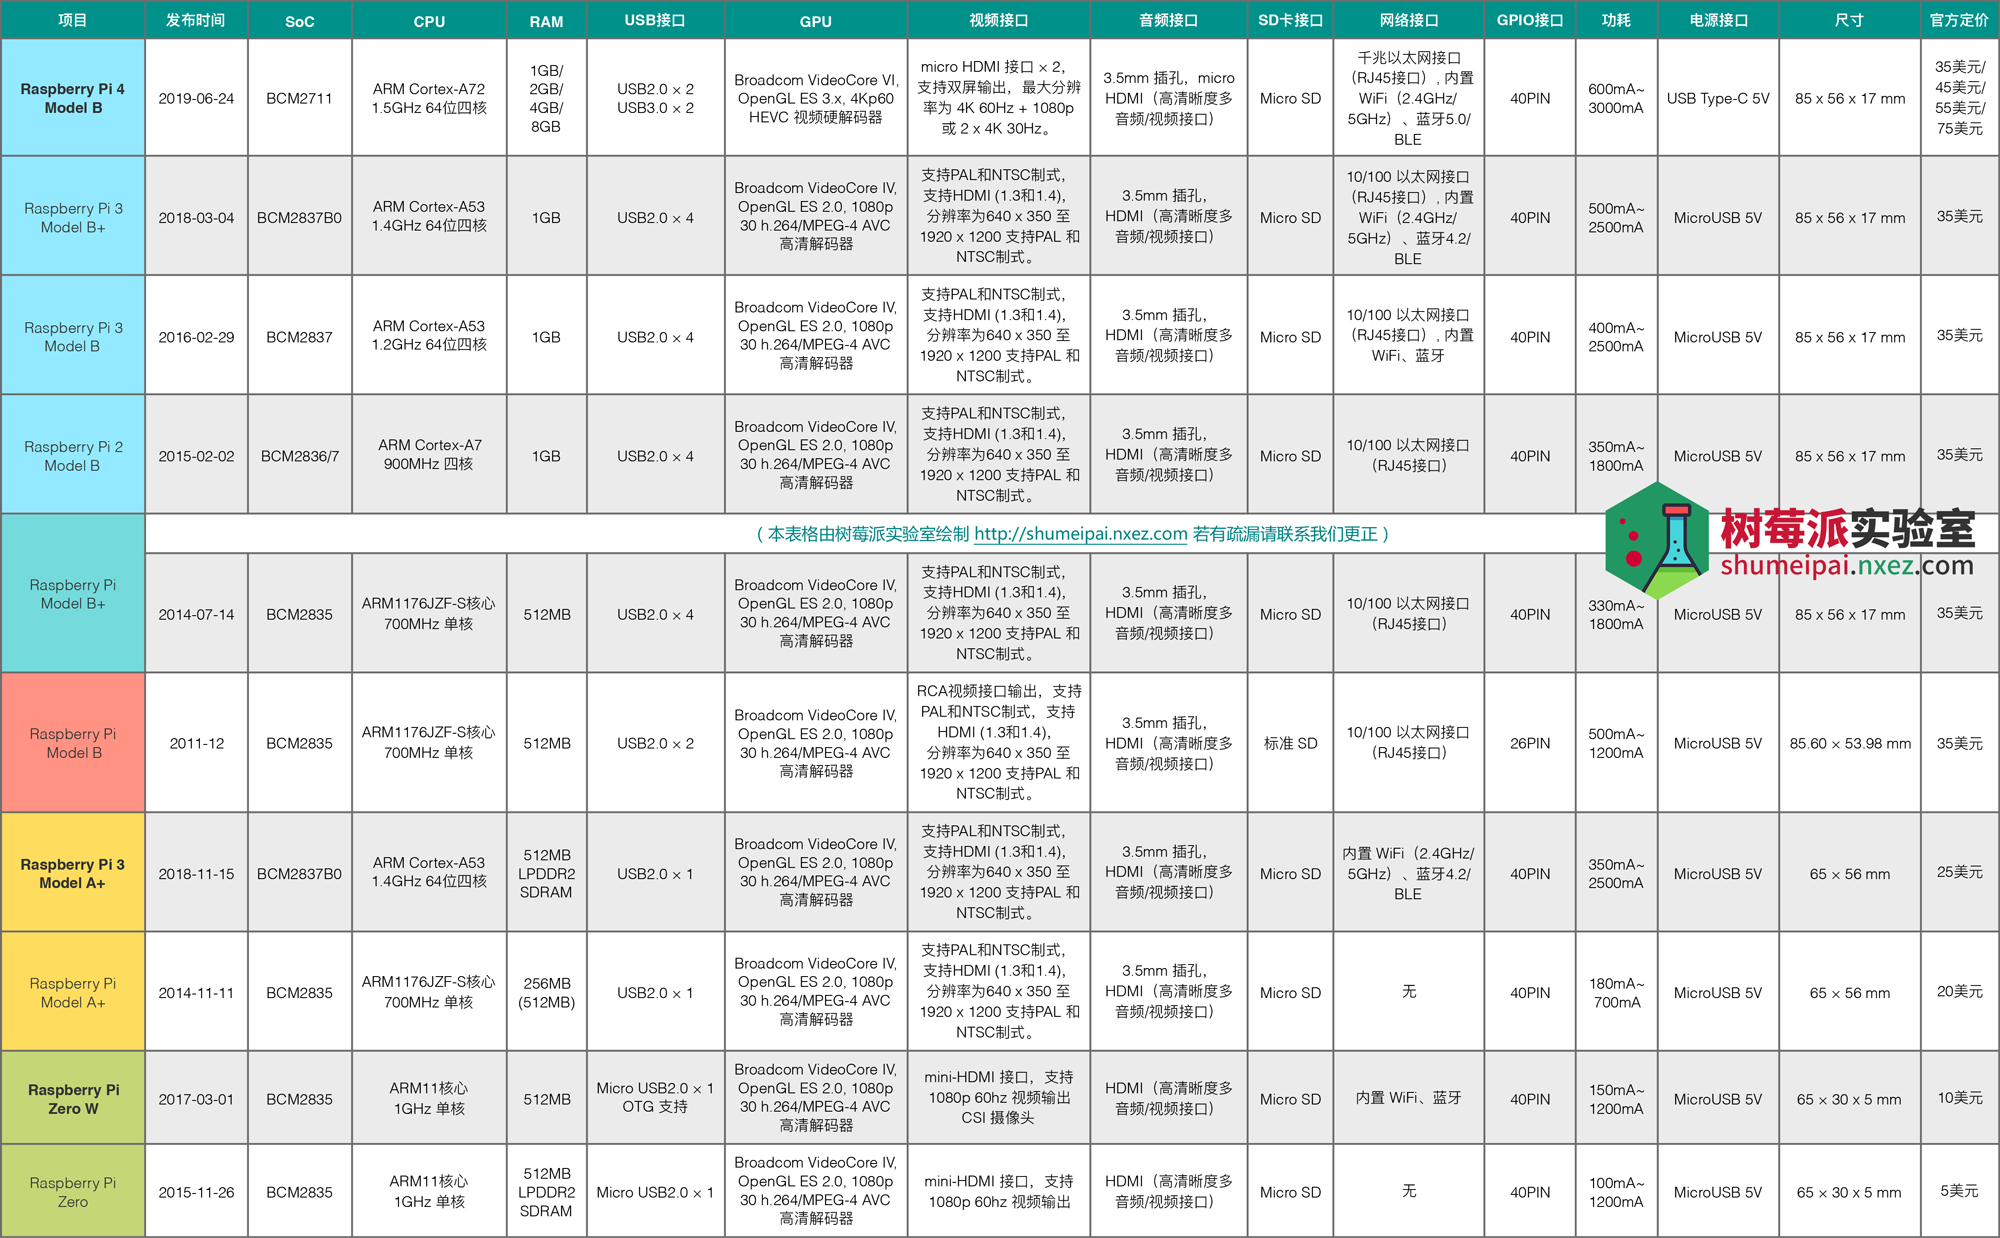 项目 发布时间 SoC CPU RAM USB接口 GPU 视频接口 音频接口 SD卡接口 网络接口 GPIO接口 功耗 电源接口 尺寸 官方定价
Raspberry Pi 4
Model B
2019-06-24
BCM2711
ARM Cortex-A72
1.5GHz 64位四核
1GB/
2GB/
4GB/
8GB
USB2.0 × 2
USB3.0 × 2
Broadcom VideoCore VI,
OpenGL ES 3.x, 4Kp60
HEVC 视频硬解码器
micro HDMI 接口 × 2，
支持双屏输出，最大分辨
率为 4K 60Hz + 1080p
或 2 x 4K 30Hz。
3.5mm 插孔，micro
HDMI（高清晰度多
音频/视频接口）
Micro SD
千兆以太网接口
（RJ45接口）, 内置
WiFi（2.4GHz/
5GHz）、蓝牙5.0/
BLE
40PIN
600mA~
3000mA
USB Type-C 5V
85 x 56 x 17 mm
35美元/
45美元/
55美元/
75美元
Raspberry Pi 3
Model B+
2018-03-04
BCM2837B0
ARM Cortex-A53
1.4GHz 64位四核
1GB
USB2.0 × 4
Broadcom VideoCore IV,
OpenGL ES 2.0, 1080p
30 h.264/MPEG-4 AVC
高清解码器
支持PAL和NTSC制式，
支持HDMI (1.3和1.4)，
分辨率为640 x 350 至
1920 x 1200 支持PAL 和
NTSC制式。
3.5mm 插孔，
HDMI（高清晰度多
音频/视频接口）
Micro SD
10/100 以太网接口
（RJ45接口）, 内置
WiFi（2.4GHz/
5GHz）、蓝牙4.2/
BLE
40PIN
500mA~
2500mA
MicroUSB 5V
85 x 56 x 17 mm
35美元
Raspberry Pi 3
Model B
2016-02-29
BCM2837
ARM Cortex-A53
1.2GHz 64位四核
1GB
USB2.0 × 4
Broadcom VideoCore IV,
OpenGL ES 2.0, 1080p
30 h.264/MPEG-4 AVC
高清解码器
支持PAL和NTSC制式，
支持HDMI (1.3和1.4)，
分辨率为640 x 350 至
1920 x 1200 支持PAL 和
NTSC制式。
3.5mm 插孔，
HDMI（高清晰度多
音频/视频接口）
Micro SD
10/100 以太网接口
（RJ45接口）, 内置
WiFi、蓝牙
40PIN
400mA~
2500mA
MicroUSB 5V
85 x 56 x 17 mm
35美元
Raspberry Pi 2
Model B
2015-02-02
BCM2836/7
ARM Cortex-A7
900MHz 四核
1GB
USB2.0 × 4
Broadcom VideoCore IV,
OpenGL ES 2.0, 1080p
30 h.264/MPEG-4 AVC
高清解码器
支持PAL和NTSC制式，
支持HDMI (1.3和1.4)，
分辨率为640 x 350 至
1920 x 1200 支持PAL 和
NTSC制式。
3.5mm 插孔，
HDMI（高清晰度多
音频/视频接口）
Micro SD
10/100 以太网接口
（RJ45接口）
40PIN
350mA~
1800mA
MicroUSB 5V
85 x 56 x 17 mm
35美元
（本表格由树莓派实验室绘制 http://shumeipai.nxez.com 若有疏漏请联系我们更正）
树莓派实验室
shumeipai.nxez.com
Raspberry Pi
Model B+
2014-07-14
BCM2835
ARM1176JZF-S核心
700MHz 单核
512MB
USB2.0 × 4
Broadcom VideoCore IV,
OpenGL ES 2.0, 1080p
30 h.264/MPEG-4 AVC
高清解码器
支持PAL和NTSC制式，
支持HDMI (1.3和1.4)，
分辨率为640 x 350 至
1920 x 1200 支持PAL 和
NTSC制式。
3.5mm 插孔，
HDMI（高清晰度多
音频/视频接口）
Micro SD
10/100 以太网接口
（RJ45接口）
40PIN
330mA~
1800mA
MicroUSB 5V
85 x 56 x 17 mm
35美元
Raspberry Pi
Model B
2011-12
BCM2835
ARM1176JZF-S核心
700MHz 单核
512MB
USB2.0 × 2
Broadcom VideoCore IV,
OpenGL ES 2.0, 1080p
30 h.264/MPEG-4 AVC
高清解码器
RCA视频接口输出，支持
PAL和NTSC制式，支持
HDMI (1.3和1.4)，
分辨率为640 x 350 至
1920 x 1200 支持PAL 和
NTSC制式。
3.5mm 插孔，
HDMI（高清晰度多
音频/视频接口）
标准 SD
10/100 以太网接口
（RJ45接口）
26PIN
500mA~
1200mA
MicroUSB 5V
85.60 × 53.98 mm
35美元
Raspberry Pi 3
Model A+
2018-11-15
BCM2837B0
ARM Cortex-A53
1.4GHz 64位四核
512MB
LPDDR2
SDRAM
USB2.0 × 1
Broadcom VideoCore IV,
OpenGL ES 2.0, 1080p
30 h.264/MPEG-4 AVC
高清解码器
支持PAL和NTSC制式，
支持HDMI (1.3和1.4)，
分辨率为640 x 350 至
1920 x 1200 支持PAL 和
NTSC制式。
3.5mm 插孔，
HDMI（高清晰度多
音频/视频接口）
Micro SD
内置 WiFi（2.4GHz/
5GHz）、蓝牙4.2/
BLE
40PIN
350mA~
2500mA
MicroUSB 5V
65 × 56 mm
25美元
Raspberry Pi
Model A+
2014-11-11
BCM2835
ARM1176JZF-S核心
700MHz 单核
256MB
(512MB)
USB2.0 × 1
Broadcom VideoCore IV,
OpenGL ES 2.0, 1080p
30 h.264/MPEG-4 AVC
高清解码器
支持PAL和NTSC制式，
支持HDMI (1.3和1.4)，
分辨率为640 x 350 至
1920 x 1200 支持PAL 和
NTSC制式。
3.5mm 插孔，
HDMI（高清晰度多
音频/视频接口）
Micro SD
无
40PIN
180mA~
700mA
MicroUSB 5V
65 × 56 mm
20美元
Raspberry Pi
Zero W
2017-03-01
BCM2835
ARM11核心
1GHz 单核
512MB
Micro USB2.0 × 1
OTG 支持
Broadcom VideoCore IV,
OpenGL ES 2.0, 1080p
30 h.264/MPEG-4 AVC
高清解码器
mini-HDMI 接口，支持
1080p 60hz 视频输出
CSI 摄像头
HDMI（高清晰度多
音频/视频接口）
Micro SD
内置 WiFi、蓝牙
40PIN
150mA~
1200mA
MicroUSB 5V
65 × 30 x 5 mm
10美元
Raspberry Pi
Zero
2015-11-26
BCM2835
ARM11核心
1GHz 单核
512MB
LPDDR2
SDRAM
Micro USB2.0 × 1
Broadcom VideoCore IV,
OpenGL ES 2.0, 1080p
30 h.264/MPEG-4 AVC
高清解码器
mini-HDMI 接口，支持
1080p 60hz 视频输出
HDMI（高清晰度多
音频/视频接口）
Micro SD
无
40PIN
100mA~
1200mA
MicroUSB 5V
65 × 30 x 5 mm
5美元